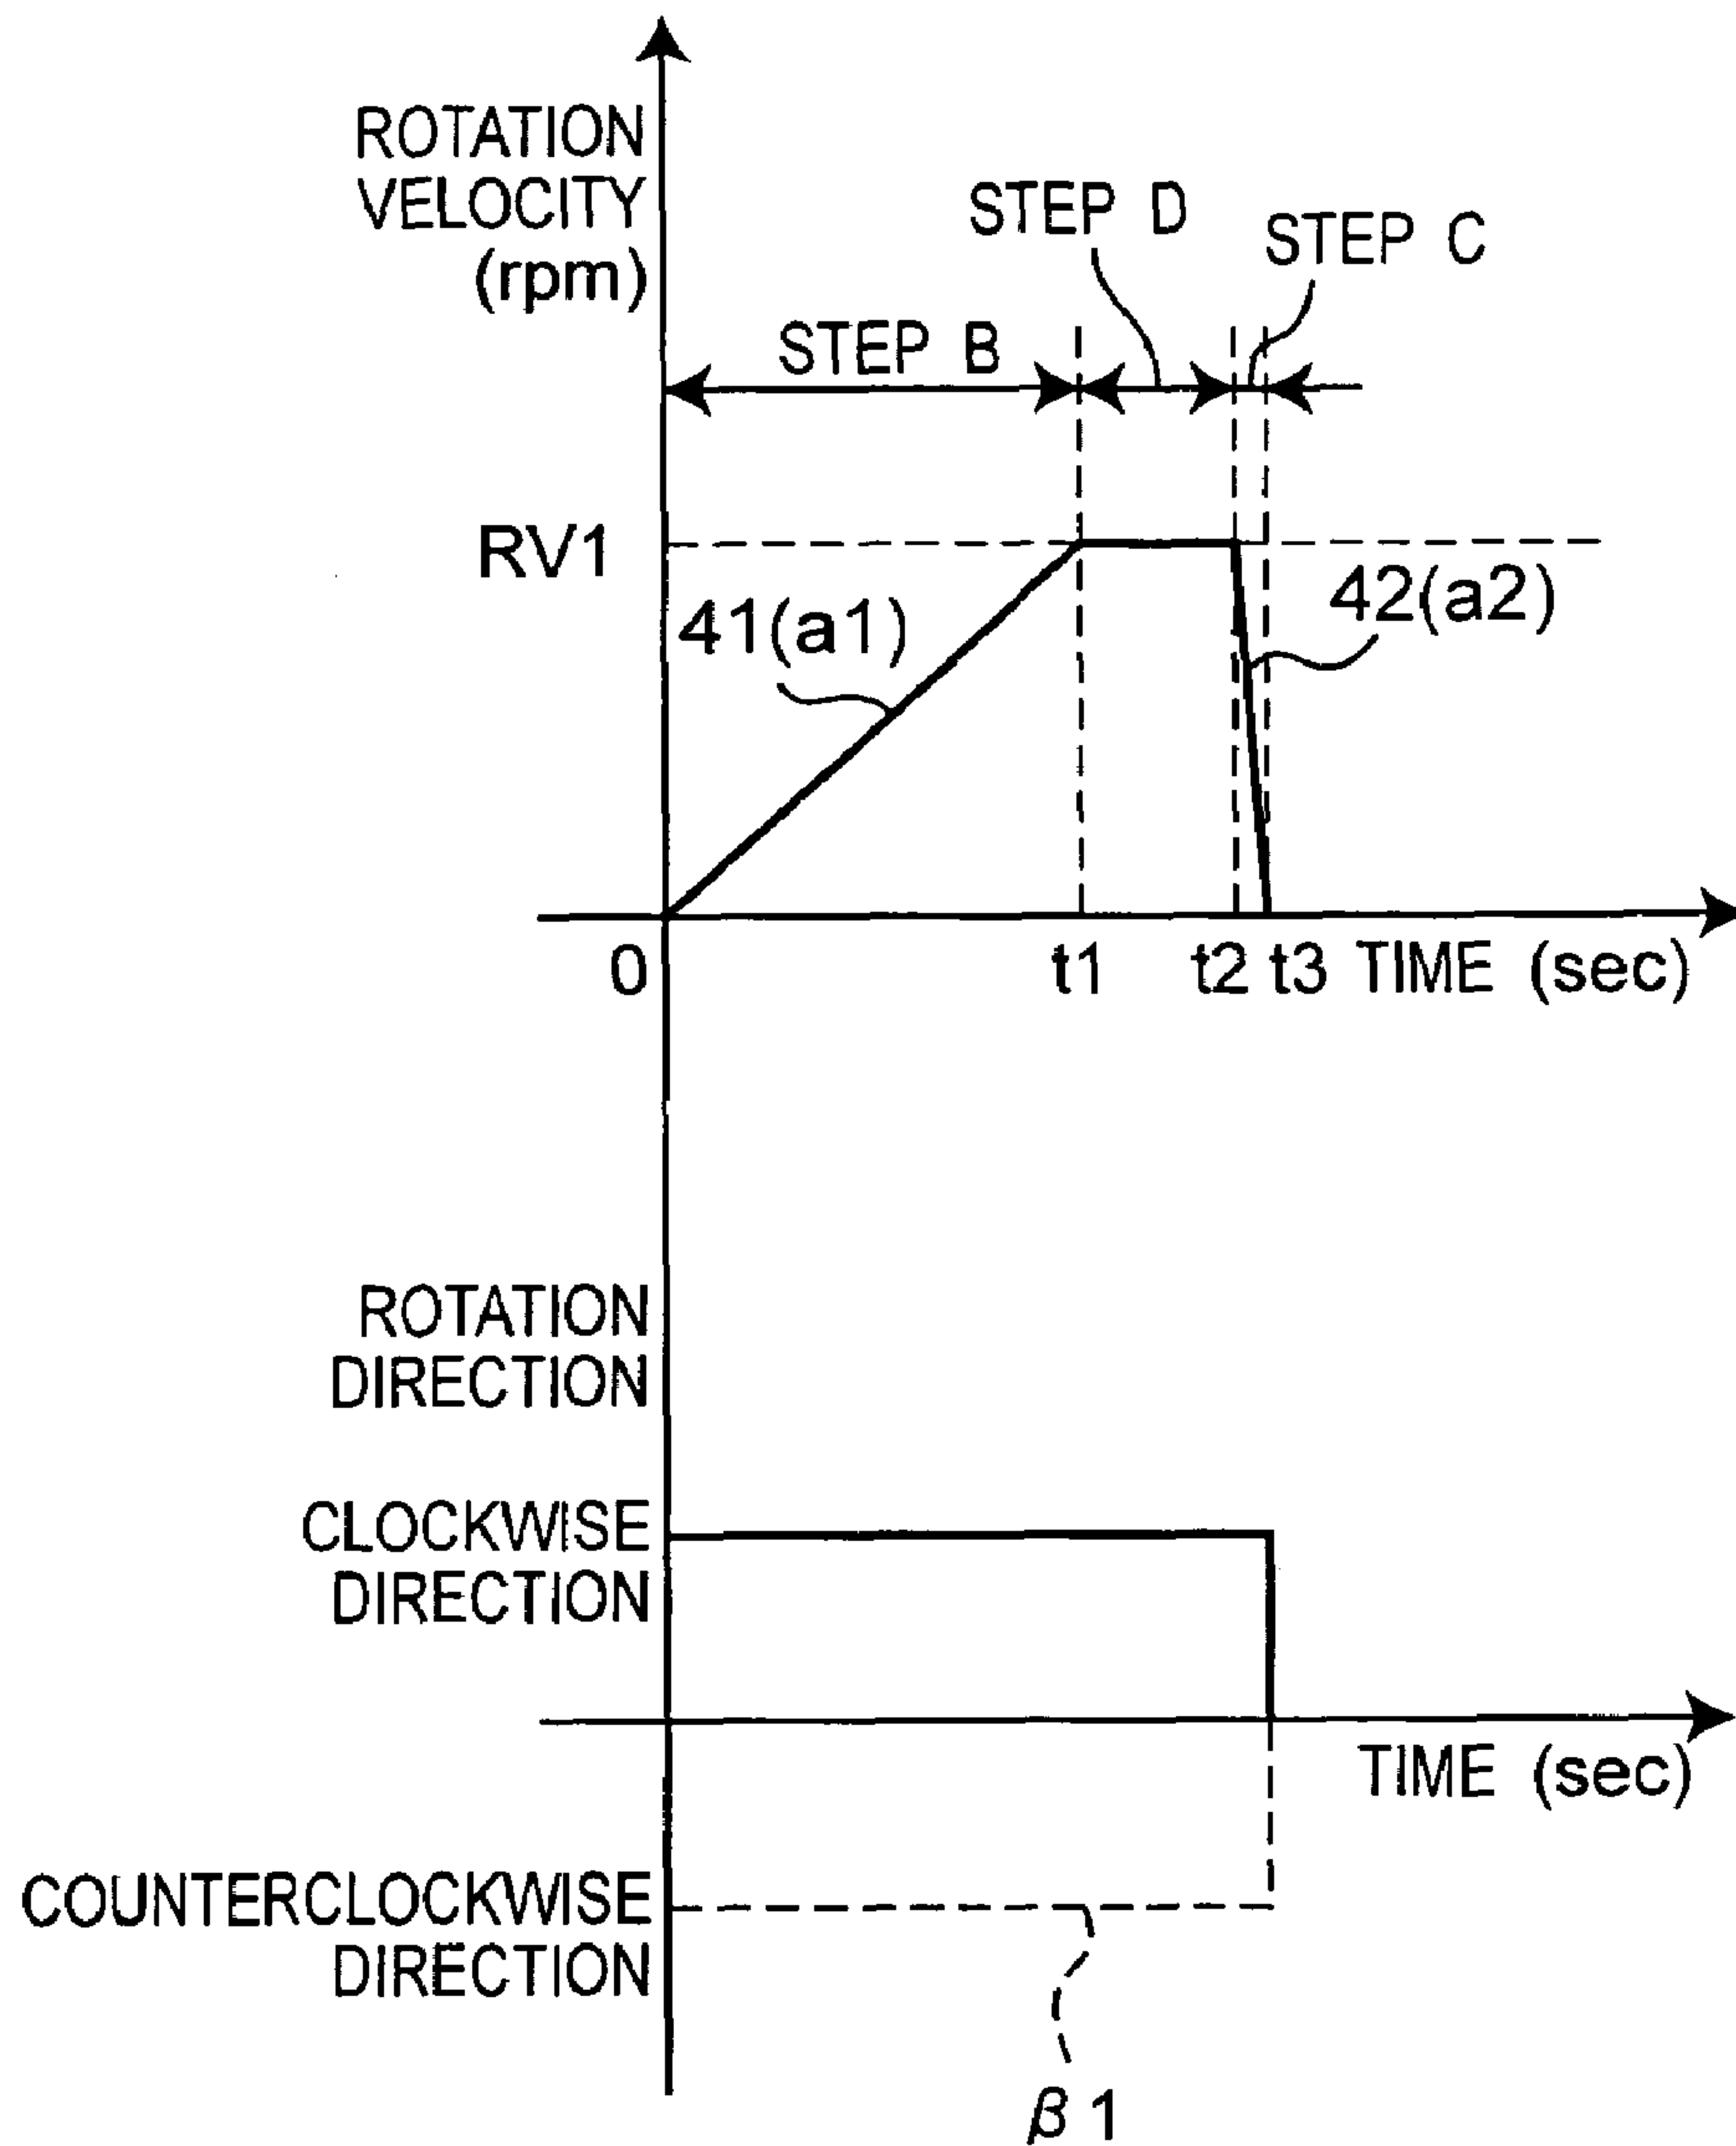 ROTATION
VELOCITY
(rpm)
STEP D
STEP C
STEP B
RV1
41(a1)
42(a2)
0
t1
t2
t3
TIME (sec)
ROTATION
DIRECTION
CLOCKWISE
DIRECTION
TIME (sec)
COUNTERCLOCKWISE
DIRECTION
β1